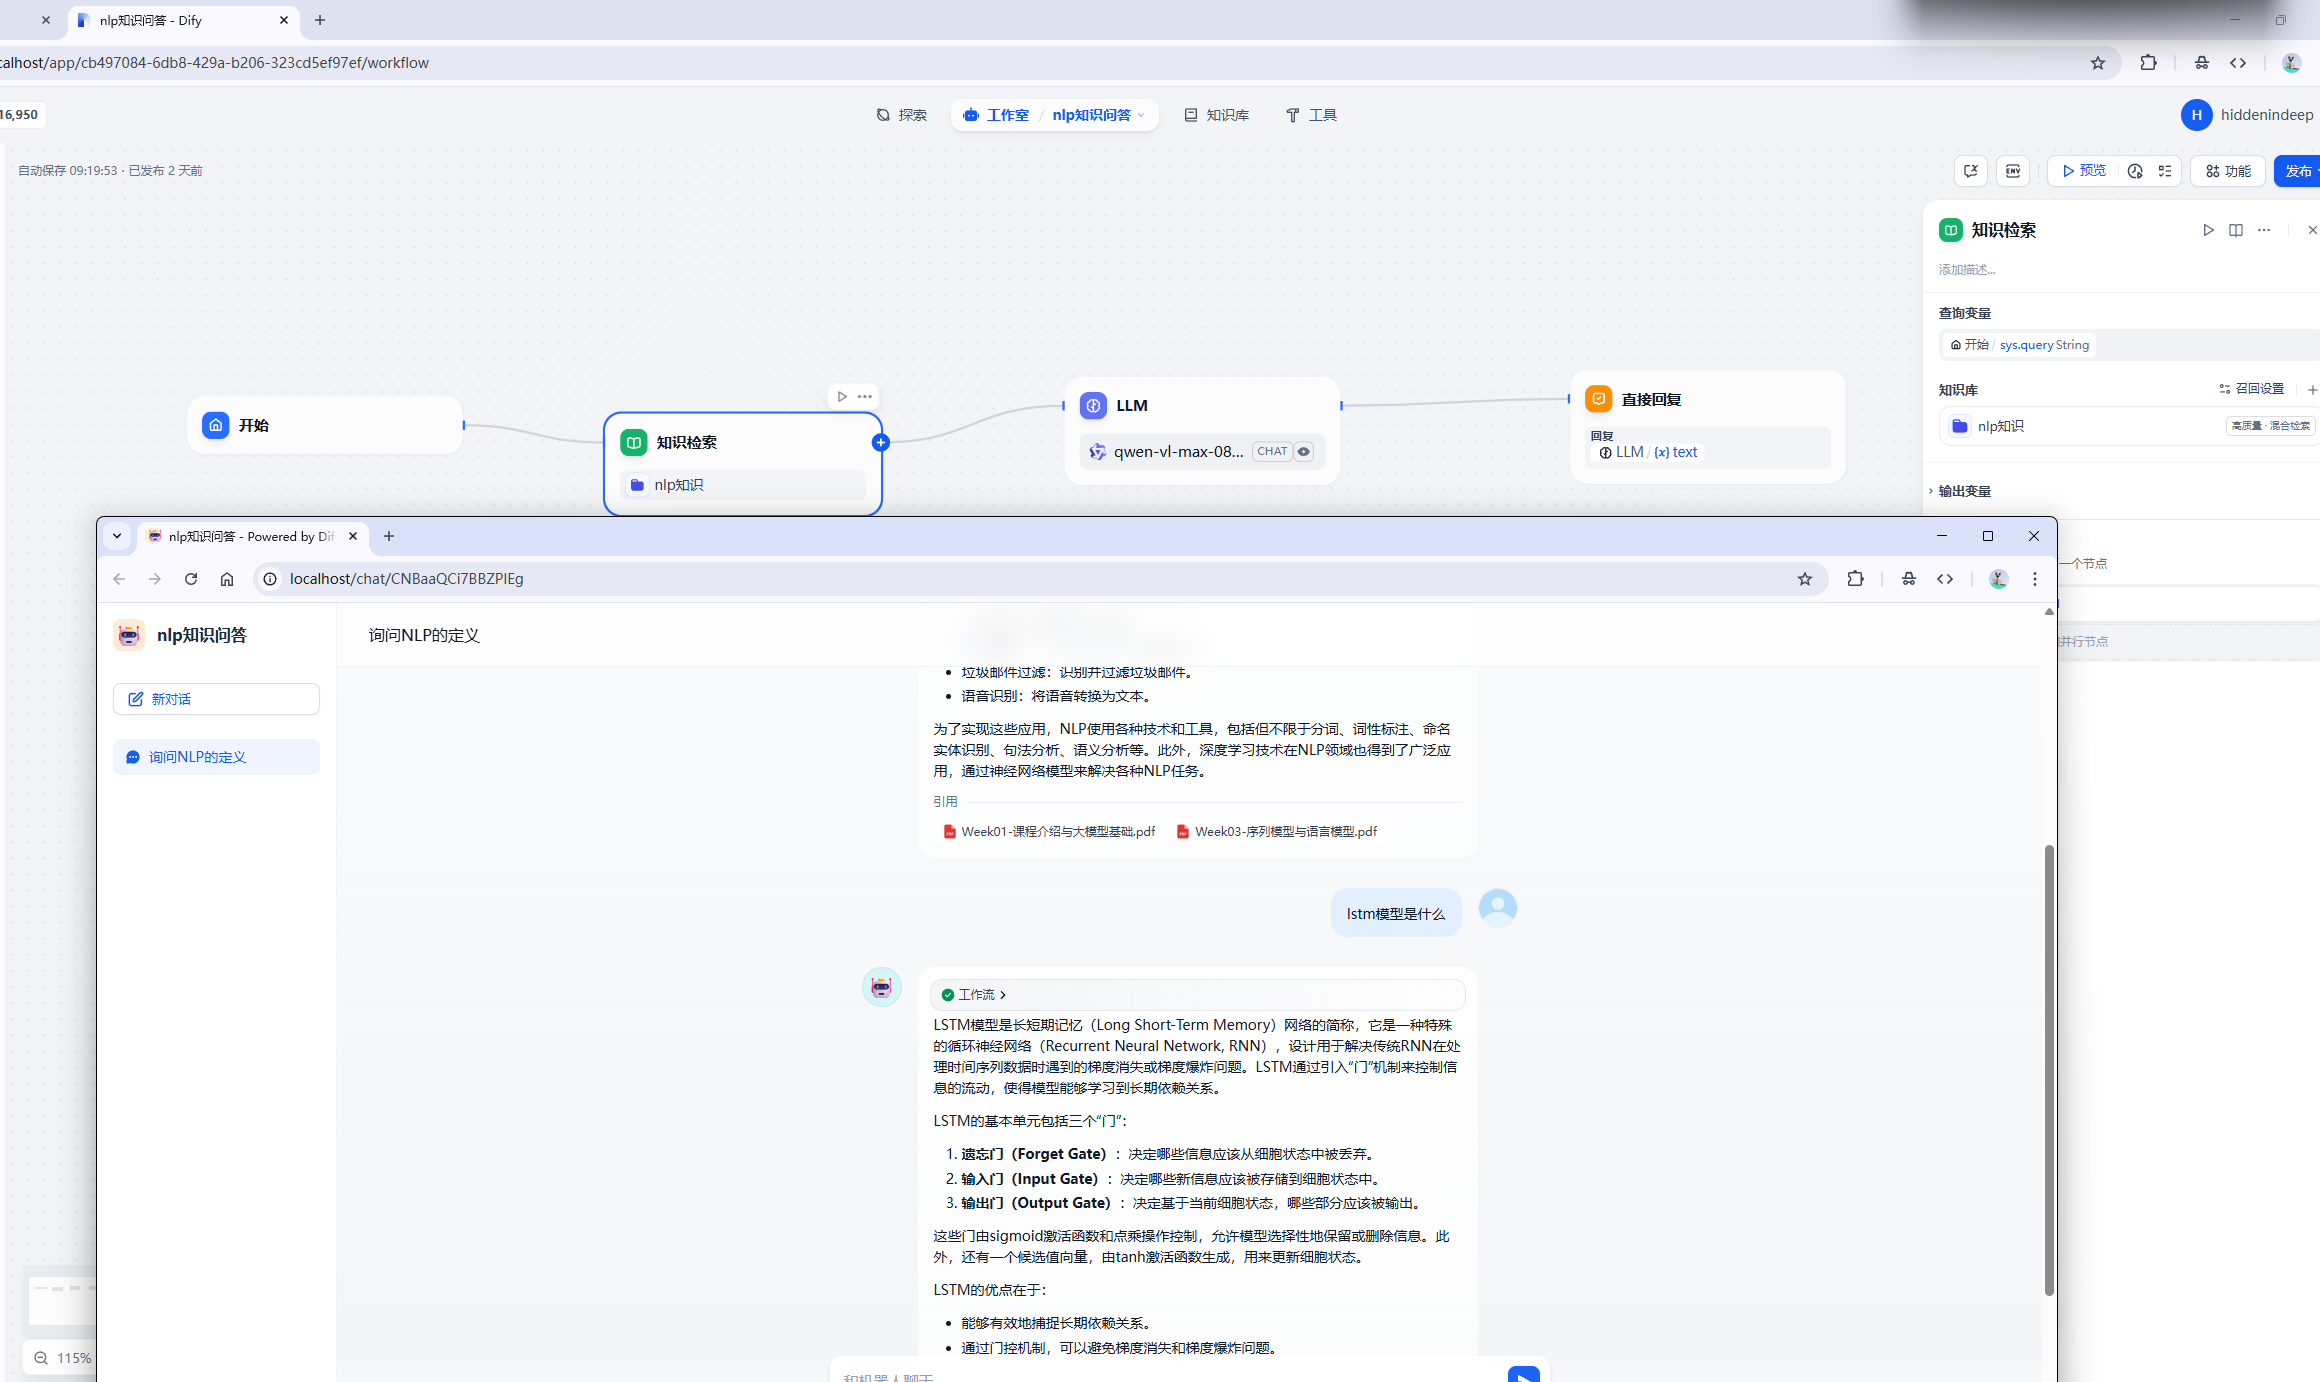 nlp知识问答 - Dify
calhost/app/cb497084-6db8-429a-b206-323cd5ef97ef/workflow
16,950
探索
工作室 / nlp知识问答
知识库
工具
H hiddenindeep
自动保存 09:19:53 · 已发布 2 天前
ENV
预览
功能
发布
开始
知识检索
nlp知识
LLM
qwen-vl-max-08... CHAT
直接回复
回复
LLM / (x) text
知识检索
添加描述...
查询变量
开始 / sys.query String
知识库
召回设置
nlp知识
高质量 · 混合检索
输出变量
一个节点
并行节点
115%
nlp知识问答 - Powered by Dif
localhost/chat/CNBaaQCi7BBZPIEg
nlp知识问答
新对话
询问NLP的定义
询问NLP的定义
垃圾邮件过滤：识别并过滤垃圾邮件。
语音识别：将语音转换为文本。
为了实现这些应用，NLP使用各种技术和工具，包括但不限于分词、词性标注、命名
实体识别、句法分析、语义分析等。此外，深度学习技术在NLP领域也得到了广泛应
用，通过神经网络模型来解决各种NLP任务。
引用
Week01-课程介绍与大模型基础.pdf
Week03-序列模型与语言模型.pdf
lstm模型是什么
工作流
LSTM模型是长短期记忆（Long Short-Term Memory）网络的简称，它是一种特殊
的循环神经网络（Recurrent Neural Network, RNN），设计用于解决传统RNN在处
理时间序列数据时遇到的梯度消失或梯度爆炸问题。LSTM通过引入“门”机制来控制信
息的流动，使得模型能够学习到长期依赖关系。
LSTM的基本单元包括三个“门”：
1. 遗忘门（Forget Gate）：决定哪些信息应该从细胞状态中被丢弃。
2. 输入门（Input Gate）：决定哪些新信息应该被存储到细胞状态中。
3. 输出门（Output Gate）：决定基于当前细胞状态，哪些部分应该被输出。
这些门由sigmoid激活函数和点乘操作控制，允许模型选择性地保留或删除信息。此
外，还有一个候选值向量，由tanh激活函数生成，用来更新细胞状态。
LSTM的优点在于：
能够有效地捕捉长期依赖关系。
通过门控机制，可以避免梯度消失和梯度爆炸问题。
和机器人聊天